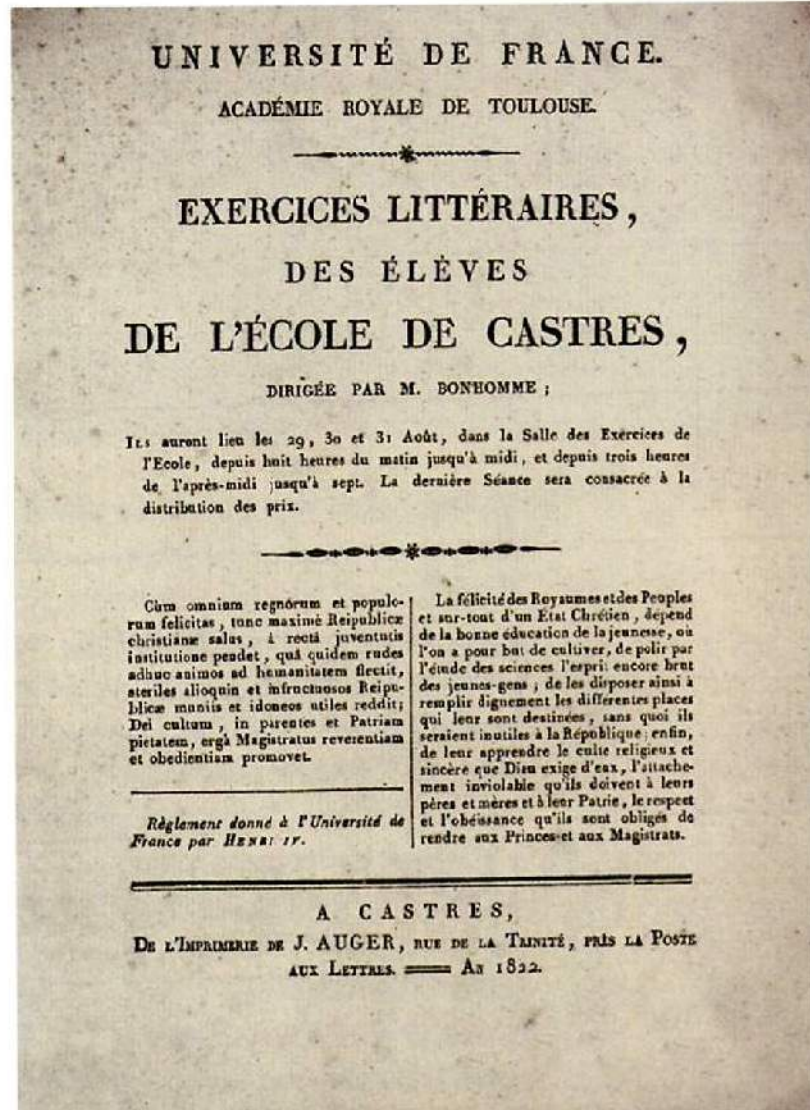 UNIVERSITÉ DE FRANCE.
ACADÉMIE ROYALE DE TOULOUSE.
EXERCICES LITTÉRAIRES,
DES ÉLÈVES
DE L'ÉCOLE DE CASTRES,
DIRIGÉE PAR M. BONHOMME;
ILS auront lieu les 29, 30 et 31 Août, dans la Salle des Exercices de
l'Ecole, depuis huit heures du matin jusqu'à midi, et depuis trois heures
de l'après-midi jusqu'à sept. La dernière Séance sera consacrée à la
distribution des prix.
Cùm omnium regnorum et populo-
rum felicitas, tunc maximè Reipublicæ
christianæ salus, à rectâ juventutis
institutione pendet, quâ quidem rudes
adhuc animos ad humanitatem flectit,
steriles alioquin et infructuosos Reipu-
blicæ muniis et idoneos utiles reddit;
Dei cultum, in parentes et Patriam
pietatem, ergà Magistratus reverentiam
et obedientiam promovet.
Règlement donné à l'Université de
France par HENRI IV.
La félicité des Royaumes et des Peuples
et sur-tout d'un Etat Chrétien, dépend
de la bonne éducation de la jeunesse, où
l'on a pour but de cultiver, de polir par
l'étude des sciences l'esprit encore brut
des jeunes-gens; de les disposer ainsi à
remplir dignement les différentes places
qui leur sont destinées, sans quoi ils
seraient inutiles à la République; enfin,
de leur apprendre le culte religieux et
sincère que Dieu exige d'eux, l'attache-
ment inviolable qu'ils doivent à leurs
pères et mères et à leur Patrie, le respect
et l'obéissance qu'ils sont obligés de
rendre aux Princes et aux Magistrats.
A CASTRES,
DE L'IMPRIMERIE DE J. AUGER, RUE DE LA TRINITÉ, PRÈS LA POSTE
AUX LETTRES. AN 1822.